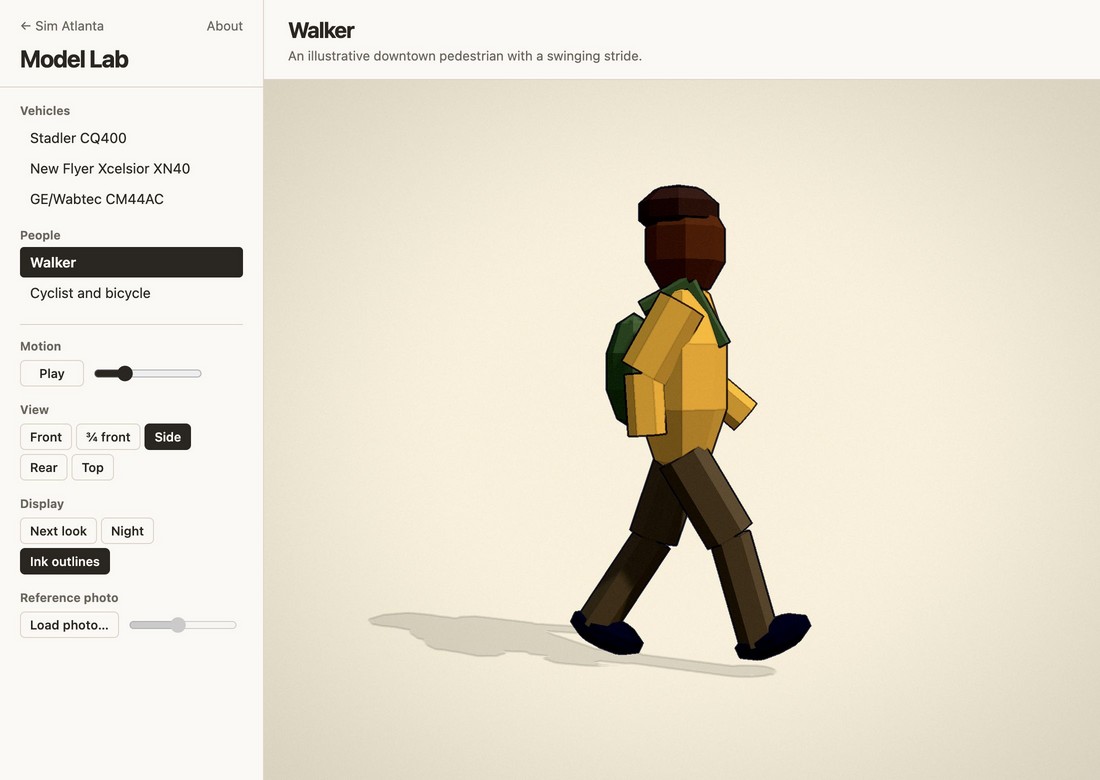 ← Sim Atlanta
About
Model Lab
Vehicles
Stadler CQ400
New Flyer Xcelsior XN40
GE/Wabtec CM44AC
People
Walker
Cyclist and bicycle
Motion
Play
View
Front
¾ front
Side
Rear
Top
Display
Next look
Night
Ink outlines
Reference photo
Load photo...
Walker
An illustrative downtown pedestrian with a swinging stride.